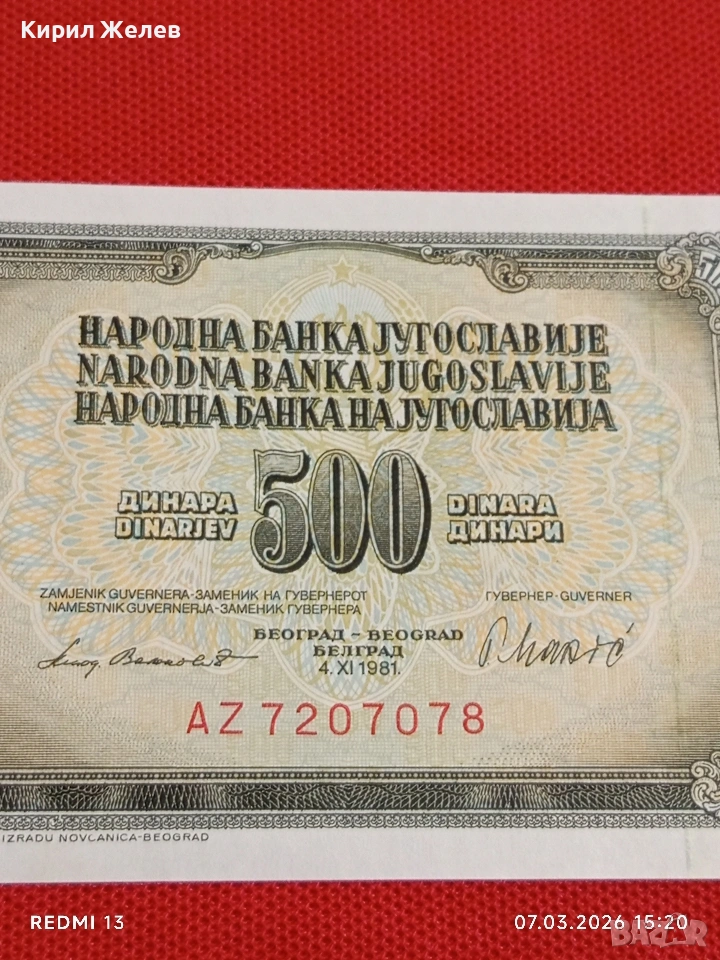 Кирил Желев
НАРОДНА БАНКА ЈУГОСЛАВИЈЕ
NARODNA BANKA JUGOSLAVIJE
НАРОДНА БАНКА НА ЈУГОСЛАВИЈА
ДИНАРА
DINARJEV
500
DINARA
ДИНАРИ
ZAMJENIK GUVERNERA-ЗАМЕНИК НА ГУВЕРНЕРОТ
NAMESTNIK GUVERNERJA-ЗАМЕНИК ГУВЕРНЕРА
ГУВЕРНЕР-GUVERNER
БЕОГРАД - BEOGRAD
БЕЛГРАД
4. XI 1981.
AZ 7207078
IZRADU NOVČANICA-BEOGRAD
REDMI 13
07.03.2026 15:20
BAZAR